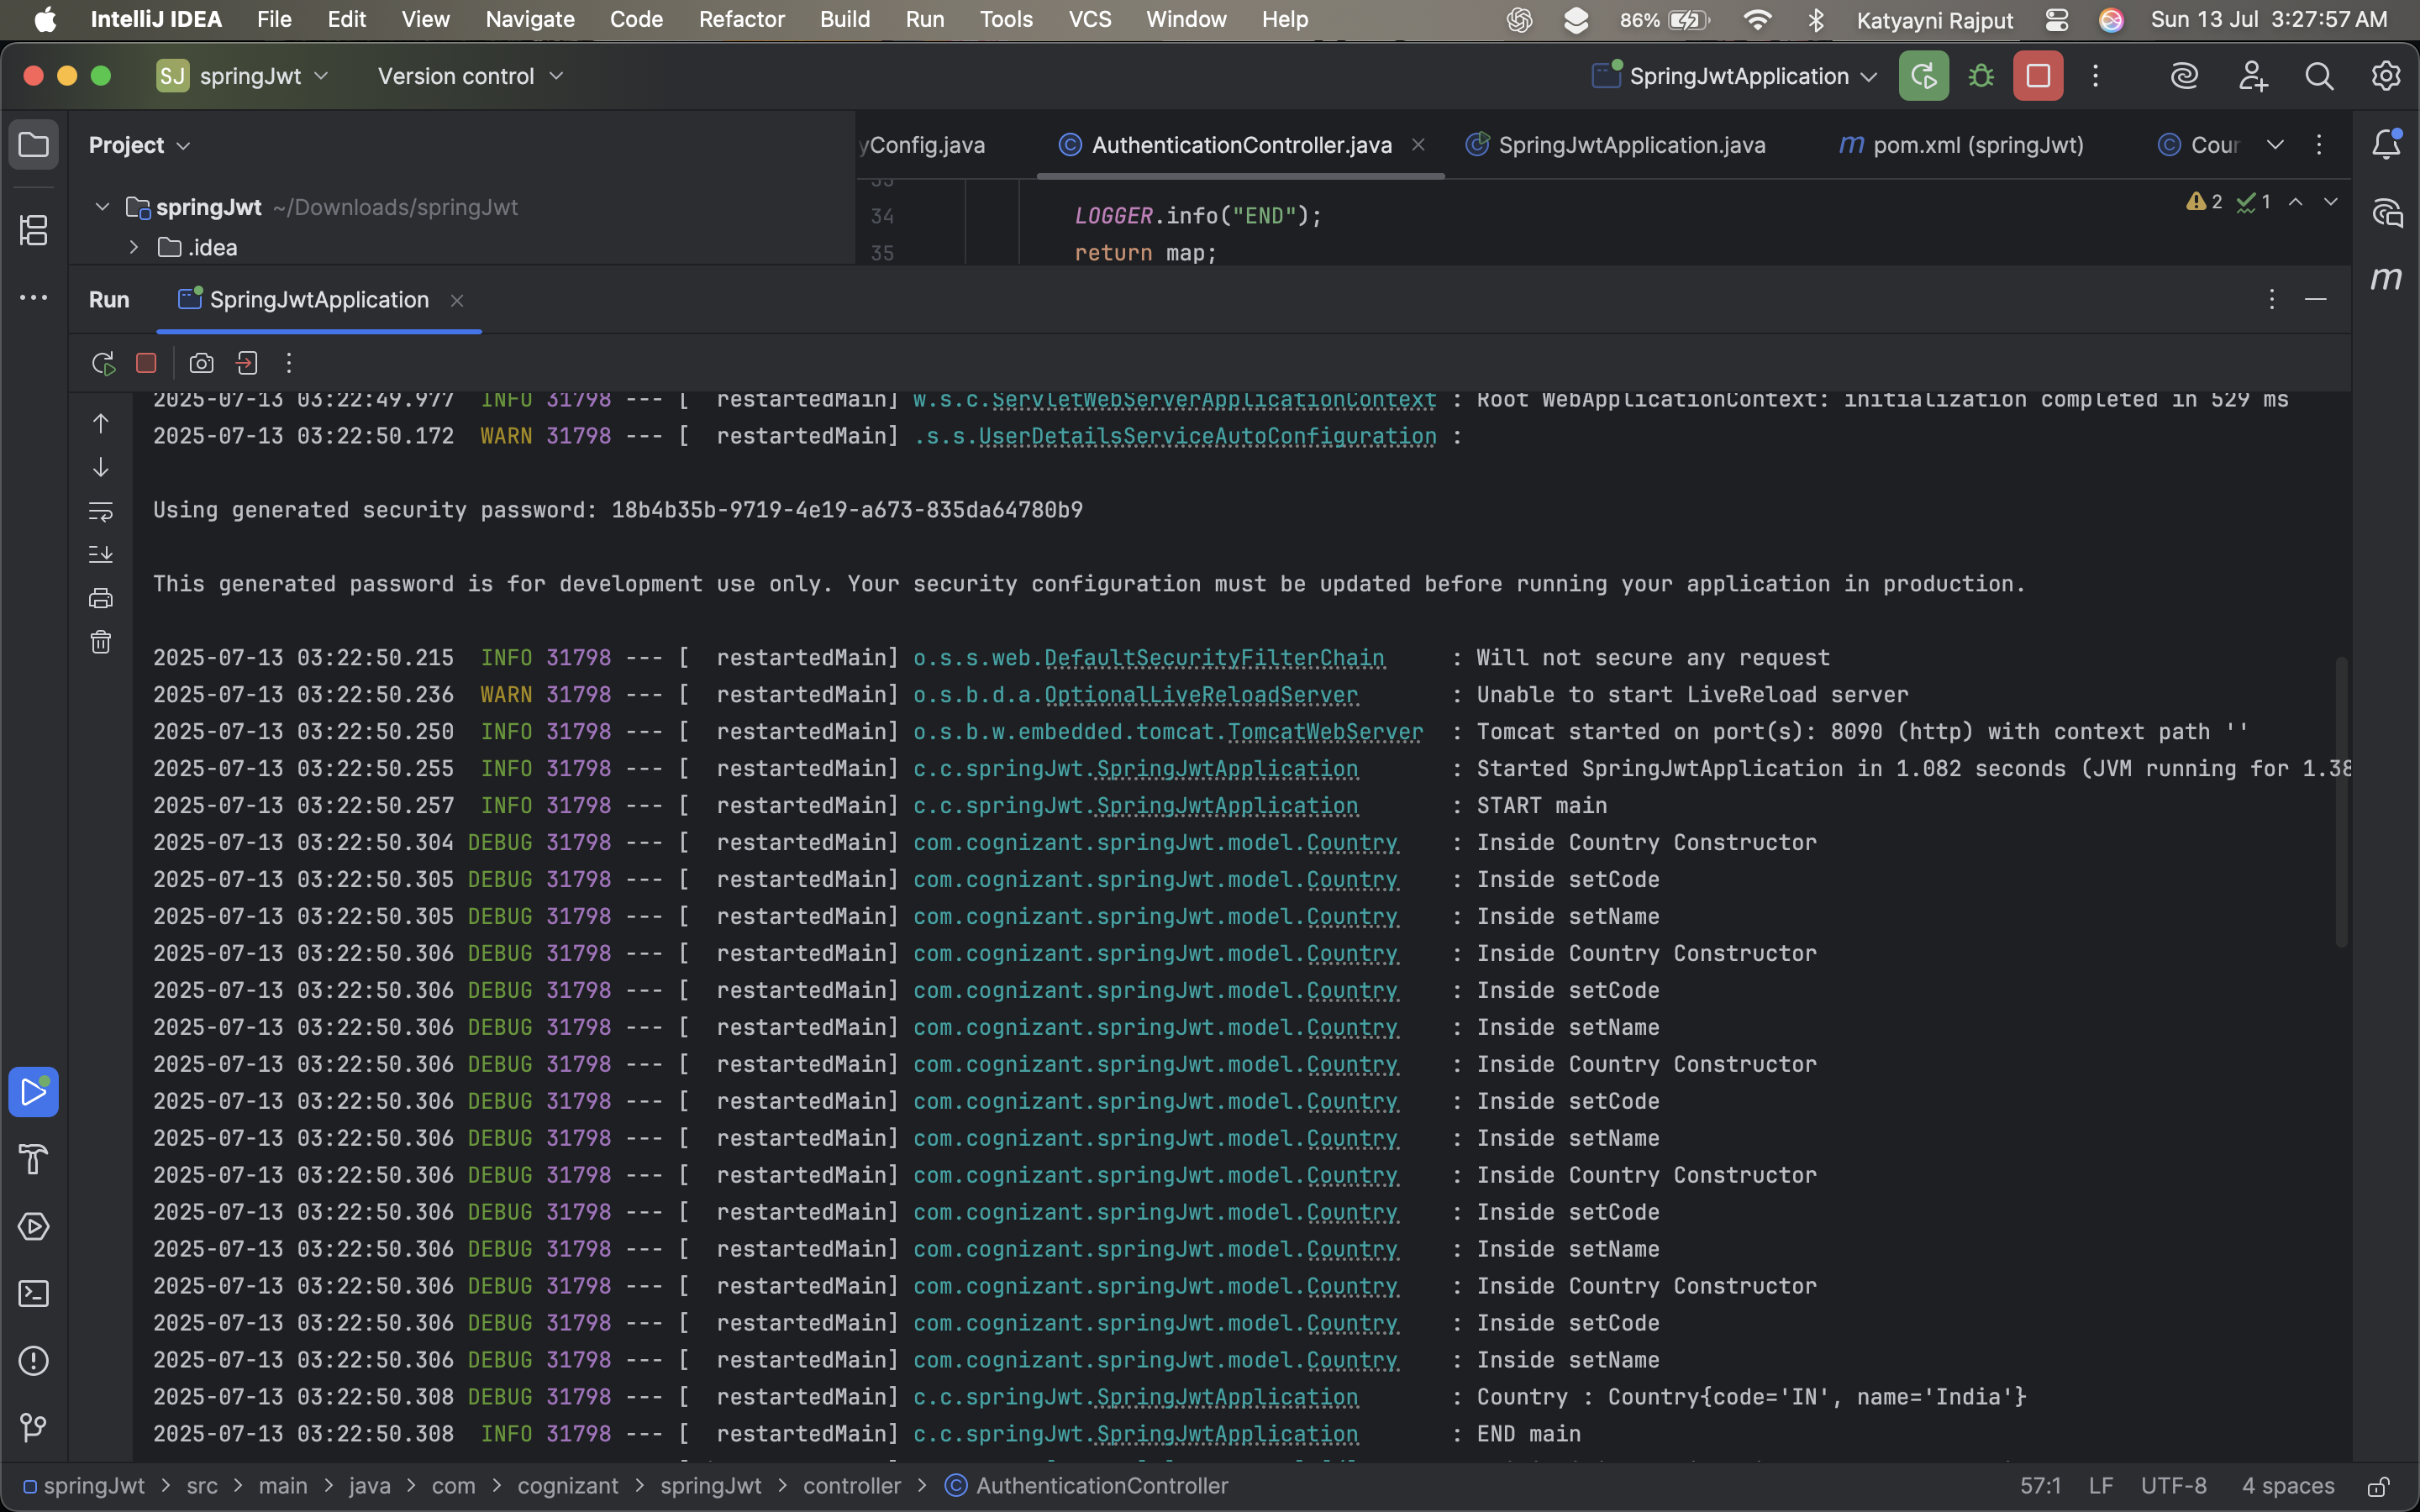 IntelliJ IDEA File Edit View Navigate Code Refactor Build Run Tools VCS Window Help 86% Katyayni Rajput Sun 13 Jul 3:27:57 AM
SJ springJwt Version control SpringJwtApplication
Project
yConfig.java AuthenticationController.java SpringJwtApplication.java m pom.xml (springJwt) Cour
springJwt ~/Downloads/springJwt
.idea
33
34 LOGGER.info("END");
35 return map;
2 1
m
Run SpringJwtApplication
2025-07-13 03:22:49.977 INFO 31798 --- [ restartedMain] w.s.c.ServletWebServerApplicationContext : Root WebApplicationContext: initialization completed in 529 ms
2025-07-13 03:22:50.172 WARN 31798 --- [ restartedMain] .s.s.UserDetailsServiceAutoConfiguration :
Using generated security password: 18b4b35b-9719-4e19-a673-835da64780b9
This generated password is for development use only. Your security configuration must be updated before running your application in production.
2025-07-13 03:22:50.215 INFO 31798 --- [ restartedMain] o.s.s.web.DefaultSecurityFilterChain : Will not secure any request
2025-07-13 03:22:50.236 WARN 31798 --- [ restartedMain] o.s.b.d.a.OptionalLiveReloadServer : Unable to start LiveReload server
2025-07-13 03:22:50.250 INFO 31798 --- [ restartedMain] o.s.b.w.embedded.tomcat.TomcatWebServer : Tomcat started on port(s): 8090 (http) with context path ''
2025-07-13 03:22:50.255 INFO 31798 --- [ restartedMain] c.c.springJwt.SpringJwtApplication : Started SpringJwtApplication in 1.082 seconds (JVM running for 1.38
2025-07-13 03:22:50.257 INFO 31798 --- [ restartedMain] c.c.springJwt.SpringJwtApplication : START main
2025-07-13 03:22:50.304 DEBUG 31798 --- [ restartedMain] com.cognizant.springJwt.model.Country : Inside Country Constructor
2025-07-13 03:22:50.305 DEBUG 31798 --- [ restartedMain] com.cognizant.springJwt.model.Country : Inside setCode
2025-07-13 03:22:50.305 DEBUG 31798 --- [ restartedMain] com.cognizant.springJwt.model.Country : Inside setName
2025-07-13 03:22:50.306 DEBUG 31798 --- [ restartedMain] com.cognizant.springJwt.model.Country : Inside Country Constructor
2025-07-13 03:22:50.306 DEBUG 31798 --- [ restartedMain] com.cognizant.springJwt.model.Country : Inside setCode
2025-07-13 03:22:50.306 DEBUG 31798 --- [ restartedMain] com.cognizant.springJwt.model.Country : Inside setName
2025-07-13 03:22:50.306 DEBUG 31798 --- [ restartedMain] com.cognizant.springJwt.model.Country : Inside Country Constructor
2025-07-13 03:22:50.306 DEBUG 31798 --- [ restartedMain] com.cognizant.springJwt.model.Country : Inside setCode
2025-07-13 03:22:50.306 DEBUG 31798 --- [ restartedMain] com.cognizant.springJwt.model.Country : Inside setName
2025-07-13 03:22:50.306 DEBUG 31798 --- [ restartedMain] com.cognizant.springJwt.model.Country : Inside Country Constructor
2025-07-13 03:22:50.306 DEBUG 31798 --- [ restartedMain] com.cognizant.springJwt.model.Country : Inside setCode
2025-07-13 03:22:50.306 DEBUG 31798 --- [ restartedMain] com.cognizant.springJwt.model.Country : Inside setName
2025-07-13 03:22:50.306 DEBUG 31798 --- [ restartedMain] com.cognizant.springJwt.model.Country : Inside Country Constructor
2025-07-13 03:22:50.306 DEBUG 31798 --- [ restartedMain] com.cognizant.springJwt.model.Country : Inside setCode
2025-07-13 03:22:50.306 DEBUG 31798 --- [ restartedMain] com.cognizant.springJwt.model.Country : Inside setName
2025-07-13 03:22:50.308 DEBUG 31798 --- [ restartedMain] c.c.springJwt.SpringJwtApplication : Country : Country{code='IN', name='India'}
2025-07-13 03:22:50.308 INFO 31798 --- [ restartedMain] c.c.springJwt.SpringJwtApplication : END main
springJwt > src > main > java > com > cognizant > springJwt > controller > AuthenticationController 57:1 LF UTF-8 4 spaces